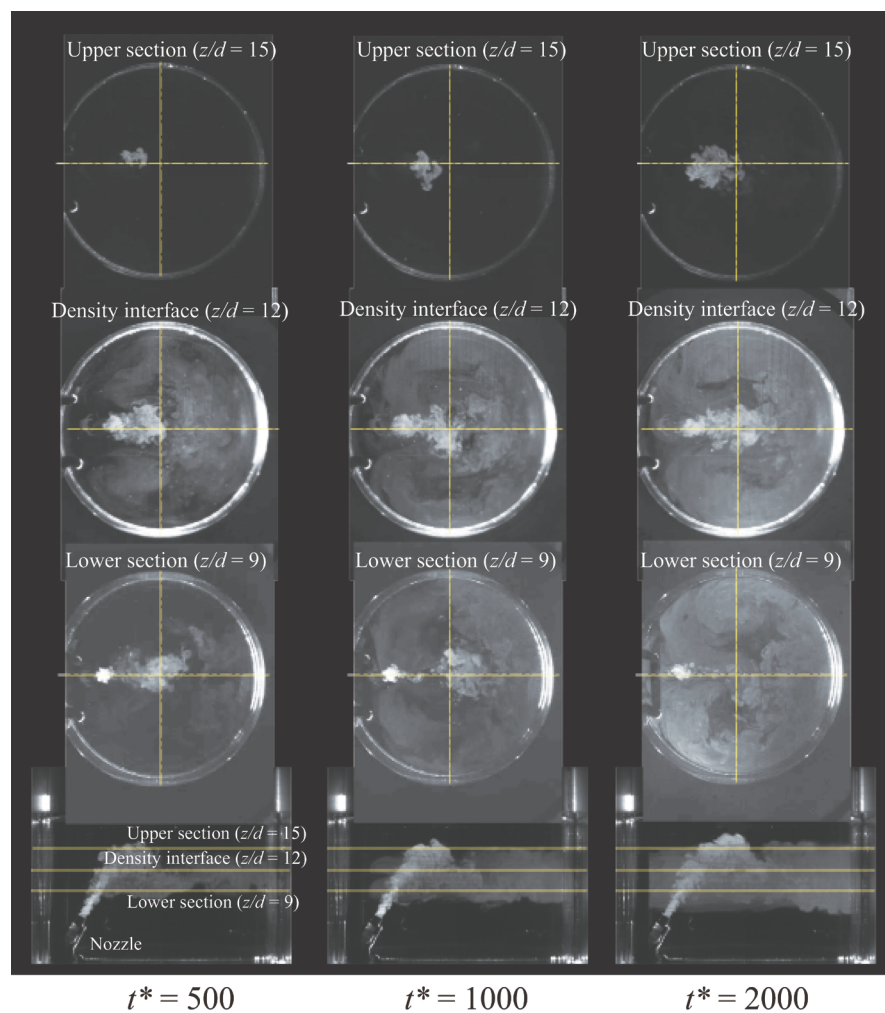 Upper section (z/d = 15)
Upper section (z/d = 15)
Upper section (z/d = 15)
Density interface (z/d = 12)
Density interface (z/d = 12)
Density interface (z/d = 12)
Lower section (z/d = 9)
Lower section (z/d = 9)
Lower section (z/d = 9)
Upper section (z/d = 15)
Density interface (z/d = 12)
Lower section (z/d = 9)
Nozzle
t* = 500
t* = 1000
t* = 2000